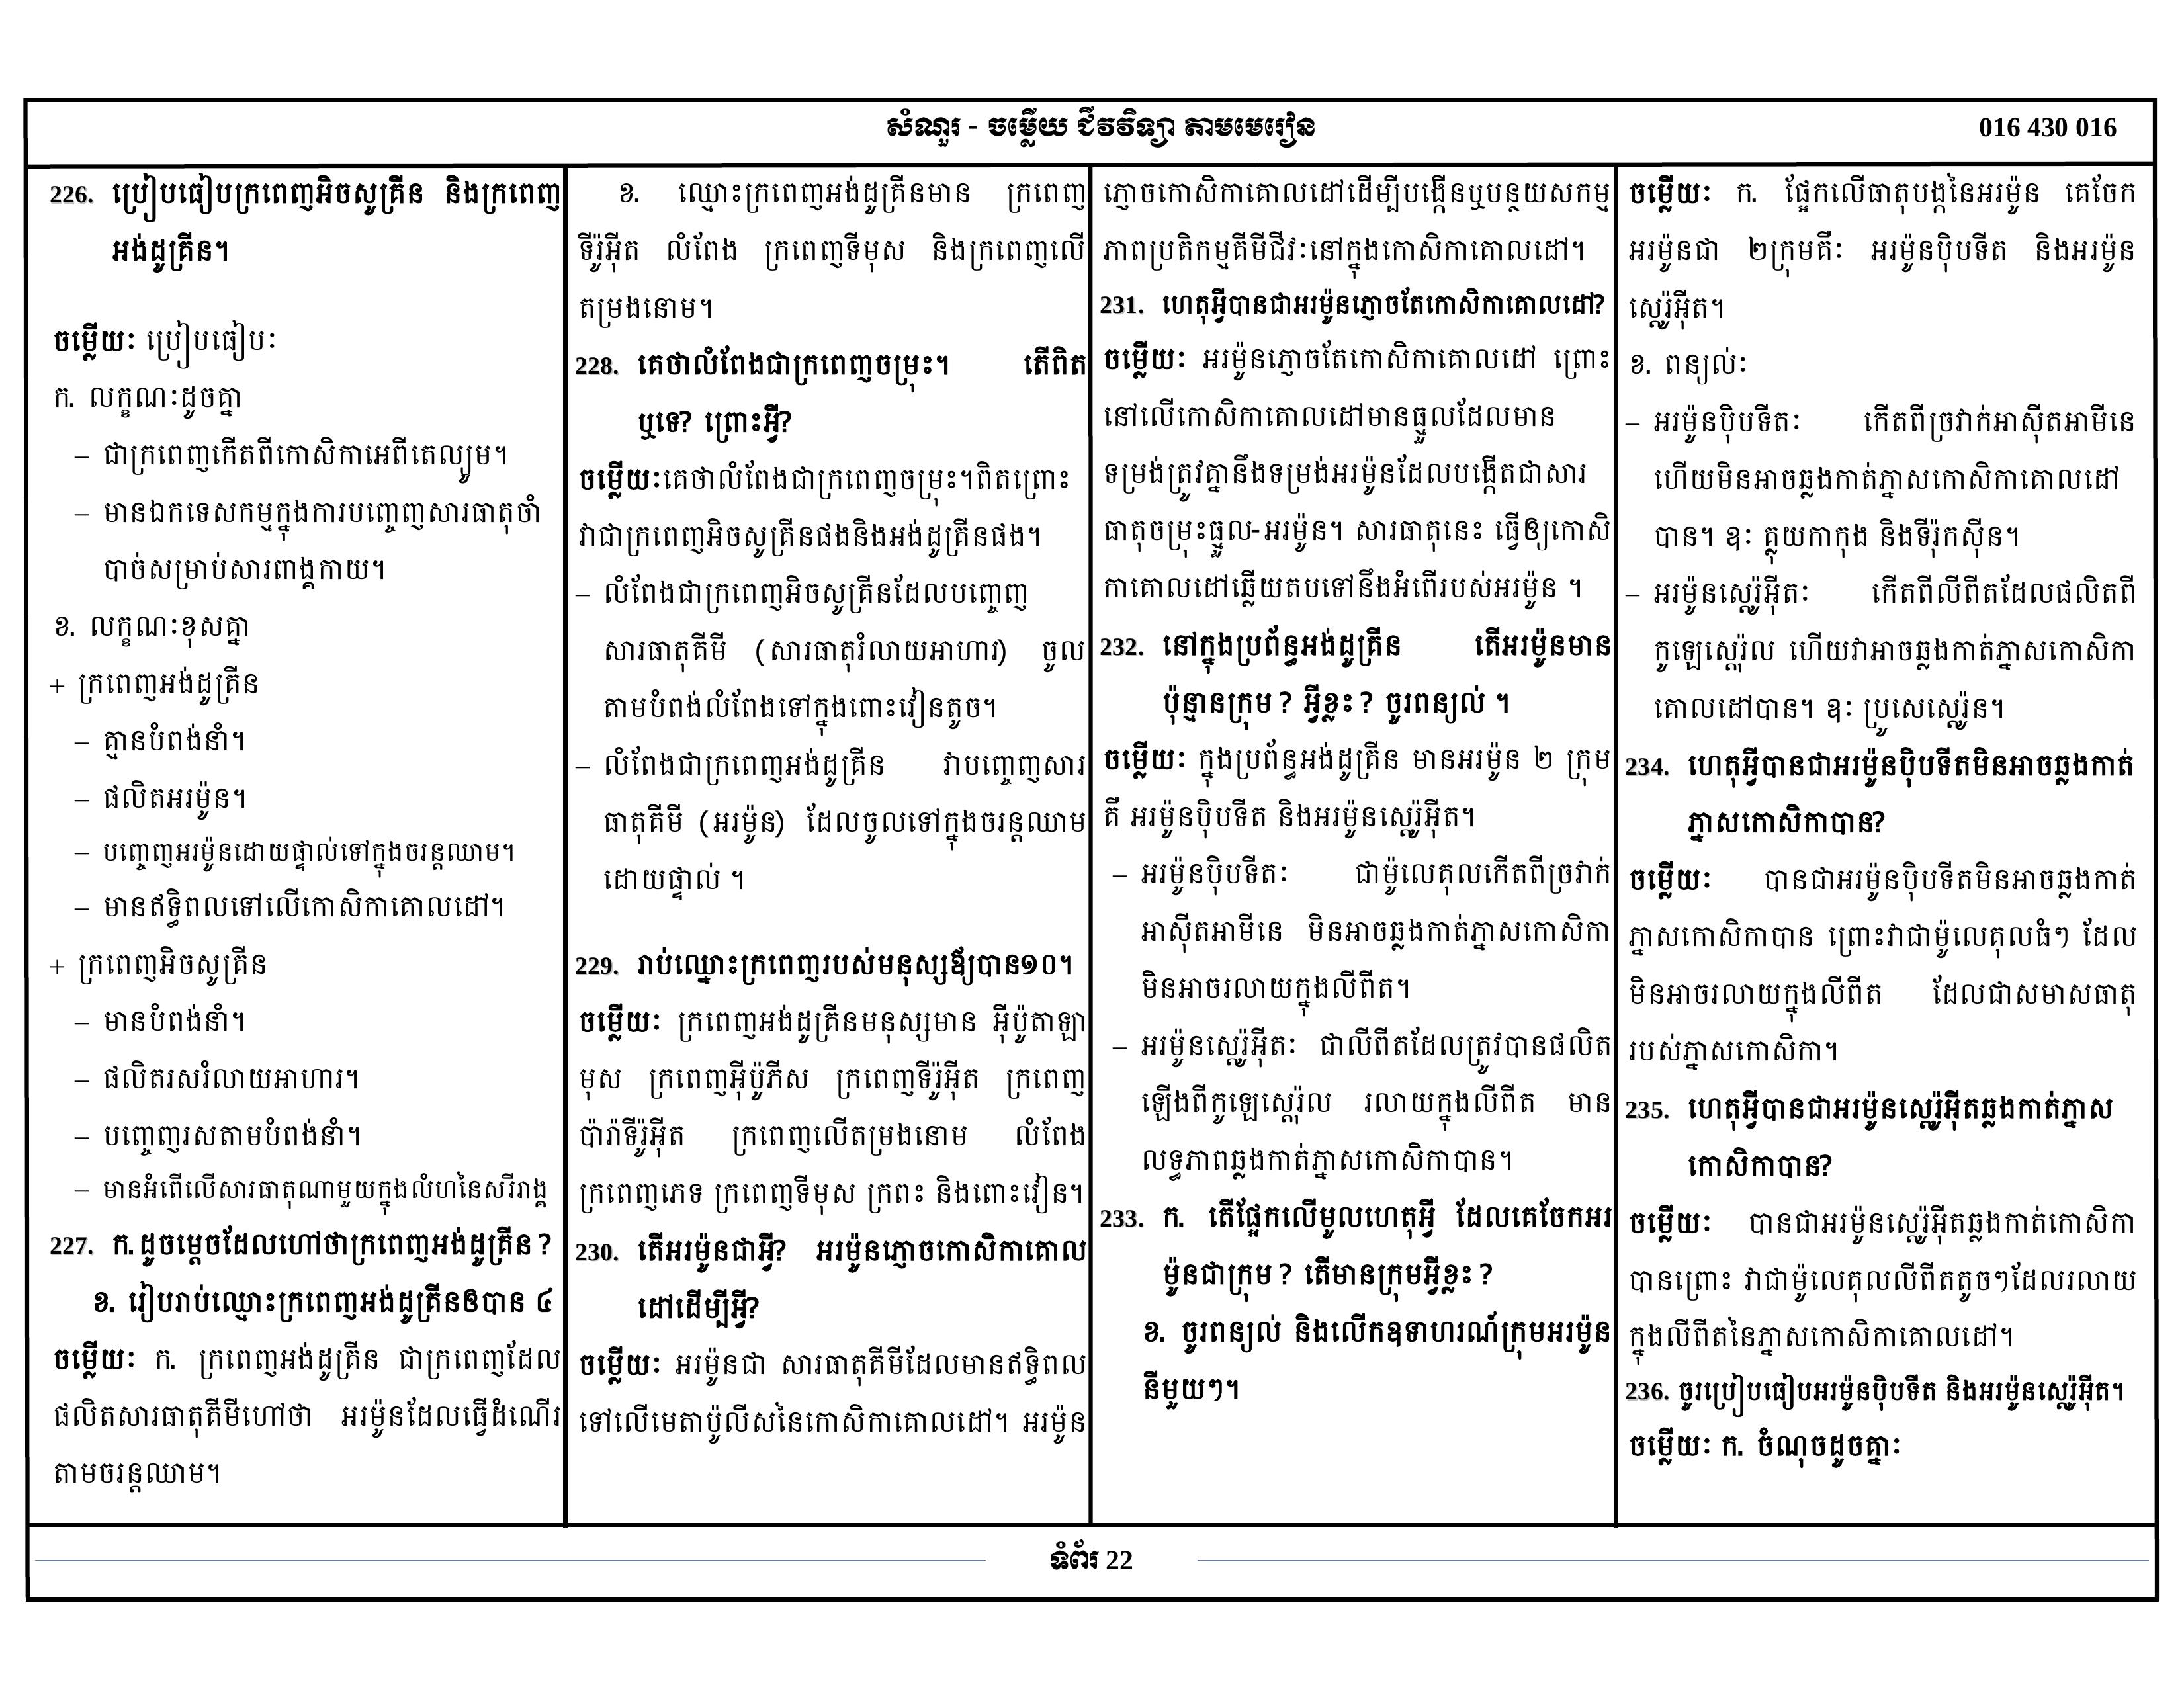 សំណួរ - ចម្លើយ ជីវវិទ្យា តាមមេរៀន
016 430 016
226. ប្រៀបធៀបក្រពេញអិចសូគ្រីន និងក្រពេញ
អង់ដូគ្រីន។
ចម្លើយ: ប្រៀបធៀប:
ក. លក្ខណៈដូចគ្នា
– ជាក្រពេញកើតពីកោសិកាអេពីតេល្យូម។
– មានឯកទេសកម្មក្នុងការបញ្ចេញសារធាតុចាំ
បាច់សម្រាប់សារពាង្គកាយ។
ខ. លក្ខណៈខុសគ្នា
+ ក្រពេញអង់ដូគ្រីន
– គ្មានបំពង់នាំ។
– ផលិតអរម៉ូន។
– បញ្ចេញអរម៉ូនដោយផ្ទាល់ទៅក្នុងចរន្តឈាម។
– មានឥទ្ធិពលទៅលើកោសិកាគោលដៅ។
+ ក្រពេញអិចសូគ្រីន
– មានបំពង់នាំ។
– ផលិតរសរំលាយអាហារ។
– បញ្ចេញរសតាមបំពង់នាំ។
– មានអំពើលើសារធាតុណាមួយក្នុងលំហនៃសរីរាង្គ
227. ក. ដូចម្ដេចដែលហៅថាក្រពេញអង់ដូគ្រីន ?
ខ. រៀបរាប់ឈ្មោះក្រពេញអង់ដូគ្រីនឲបាន ៤
ចម្លើយ: ក. ក្រពេញអង់ដូគ្រីន ជាក្រពេញដែល
ផលិតសារធាតុគីមីហៅថា អរម៉ូនដែលធ្វើដំណើរ
តាមចរន្តឈាម។
ខ. ឈ្មោះក្រពេញអង់ដូគ្រីនមាន ក្រពេញ
ទីរ៉ូអ៊ីត លំពែង ក្រពេញទីមុស និងក្រពេញលើ
តម្រងនោម។
228. គេថាលំពែងជាក្រពេញចម្រុះ។ តើពិត
ឬទេ? ព្រោះអ្វី?
ចម្លើយ:គេថាលំពែងជាក្រពេញចម្រុះ។ពិតព្រោះ
វាជាក្រពេញអិចសូគ្រីនផងនិងអង់ដូគ្រីនផង។
– លំពែងជាក្រពេញអិចសូគ្រីនដែលបញ្ចេញ
សារធាតុគីមី (សារធាតុរំលាយអាហារ) ចូល
តាមបំពង់លំពែងទៅក្នុងពោះវៀនតូច។
– លំពែងជាក្រពេញអង់ដូគ្រីន វាបញ្ចេញសារ
ធាតុគីមី (អរម៉ូន) ដែលចូលទៅក្នុងចរន្តឈាម
ដោយផ្ទាល់ ។
229. រាប់ឈ្មោះក្រពេញរបស់មនុស្សឪ្យបាន១០។
ចម្លើយ: ក្រពេញអង់ដូគ្រីនមនុស្សមាន អ៊ីប៉ូតាឡា
មុស ក្រពេញអ៊ីប៉ូភីស ក្រពេញទីរ៉ូអ៊ីត ក្រពេញ
ប៉ារ៉ាទីរ៉ូអ៊ីត ក្រពេញលើតម្រងនោម លំពែង
ក្រពេញភេទ ក្រពេញទីមុស ក្រពះ និងពោះវៀន។
230. តើអរម៉ូនជាអ្វី? អរម៉ូនភ្ញោចកោសិកាគោល
ដៅដើម្បីអ្វី?
ចម្លើយ: អរម៉ូនជា សារធាតុគីមីដែលមានឥទ្ធិពល
ទៅលើមេតាប៉ូលីសនៃកោសិកាគោលដៅ។ អរម៉ូន
ភ្ញោចកោសិកាគោលដៅដើម្បីបង្កើនឬបន្ថយសកម្ម
ភាពប្រតិកម្មគីមីជីវៈនៅក្នុងកោសិកាគោលដៅ។
231. ហេតុអ្វីបានជាអរម៉ូនភ្ញោចតែកោសិកាគោលដៅ?
ចម្លើយ: អរម៉ូនភ្ញោចតែកោសិកាគោលដៅ ព្រោះ
នៅលើកោសិកាគោលដៅមានធ្មួលដែលមាន
ទម្រង់ត្រូវគ្នានឹងទម្រង់អរម៉ូនដែលបង្កើតជាសារ
ធាតុចម្រុះធ្មួល- អរម៉ូន។ សារធាតុនេះ ធ្វើឲ្យកោសិ
កាគោលដៅឆ្លើយតបទៅនឹងអំពើរបស់អរម៉ូន ។
232. នៅក្នុងប្រព័ន្ធអង់ដូគ្រីន តើអរម៉ូនមាន
ប៉ុន្មានក្រុម ? អ្វីខ្លះ ? ចូរពន្យល់ ។
ចម្លើយ: ក្នុងប្រព័ន្ធអង់ដូគ្រីន មានអរម៉ូន ២ ក្រុម
គឺ អរម៉ូនប៉ិបទីត និងអរម៉ូនស្តេរ៉ូអ៊ីត។
– អរម៉ូនប៉ិបទីត: ជាម៉ូលេគុលកើតពីច្រវាក់
អាស៊ីតអាមីនេ មិនអាចឆ្លងកាត់ភ្នាសកោសិកា
មិនអាចរលាយក្នុងលីពីត។
– អរម៉ូនស្តេរ៉ូអ៊ីត: ជាលីពីតដែលត្រូវបានផលិត
ឡើងពីកូឡេស្តេរ៉ុល រលាយក្នុងលីពីត មាន
លទ្ធភាពឆ្លងកាត់ភ្នាសកោសិកាបាន។
233. ក. តើផ្អែកលើមូលហេតុអ្វី ដែលគេចែកអរ
ម៉ូនជាក្រុម ? តើមានក្រុមអ្វីខ្លះ ?
ខ. ចូរពន្យល់ និងលើកឧទាហរណ៍ក្រុមអរម៉ូន
នីមួយៗ។
ចម្លើយ: ក. ផ្អែកលើធាតុបង្កនៃអរម៉ូន គេចែក
អរម៉ូនជា ២ក្រុមគឺ: អរម៉ូនប៉ិបទីត និងអរម៉ូន
ស្តេរ៉ូអ៊ីត។
ខ. ពន្យល់:
– អរម៉ូនប៉ិបទីត: កើតពីច្រវាក់អាស៊ីតអាមីនេ
ហើយមិនអាចឆ្លងកាត់ភ្នាសកោសិកាគោលដៅ
បាន។ ឧ: គ្លុយកាកុង និងទីរ៉ុកស៊ីន។
– អរម៉ូនស្តេរ៉ូអ៊ីត: កើតពីលីពីតដែលផលិតពី
កូឡេស្តេរ៉ុល ហើយវាអាចឆ្លងកាត់ភ្នាសកោសិកា
គោលដៅបាន។ ឧ: ប្រូសេស្តេរ៉ូន។
234. ហេតុអ្វីបានជាអរម៉ូនប៉ិបទីតមិនអាចឆ្លងកាត់
ភ្នាសកោសិកាបាន?
ចម្លើយ: បានជាអរម៉ូនប៉ិបទីតមិនអាចឆ្លងកាត់
ភ្នាសកោសិកាបាន ព្រោះវាជាម៉ូលេគុលធំៗ ដែល
មិនអាចរលាយក្នុងលីពីត ដែលជាសមាសធាតុ
របស់ភ្នាសកោសិកា។
235. ហេតុអ្វីបានជាអរម៉ូនស្តេរ៉ូអ៊ីតឆ្លងកាត់ភ្នាស
កោសិកាបាន?
ចម្លើយ: បានជាអរម៉ូនស្តេរ៉ូអ៊ីតឆ្លងកាត់កោសិកា
បានព្រោះ វាជាម៉ូលេគុលលីពីតតូចៗដែលរលាយ
ក្នុងលីពីតនៃភ្នាសកោសិកាគោលដៅ។
236. ចូរប្រៀបធៀបអរម៉ូនប៉ិបទីត និងអរម៉ូនស្តេរ៉ូអ៊ីត។
ចម្លើយ: ក. ចំណុចដូចគ្នា:
ទំព័រ 22